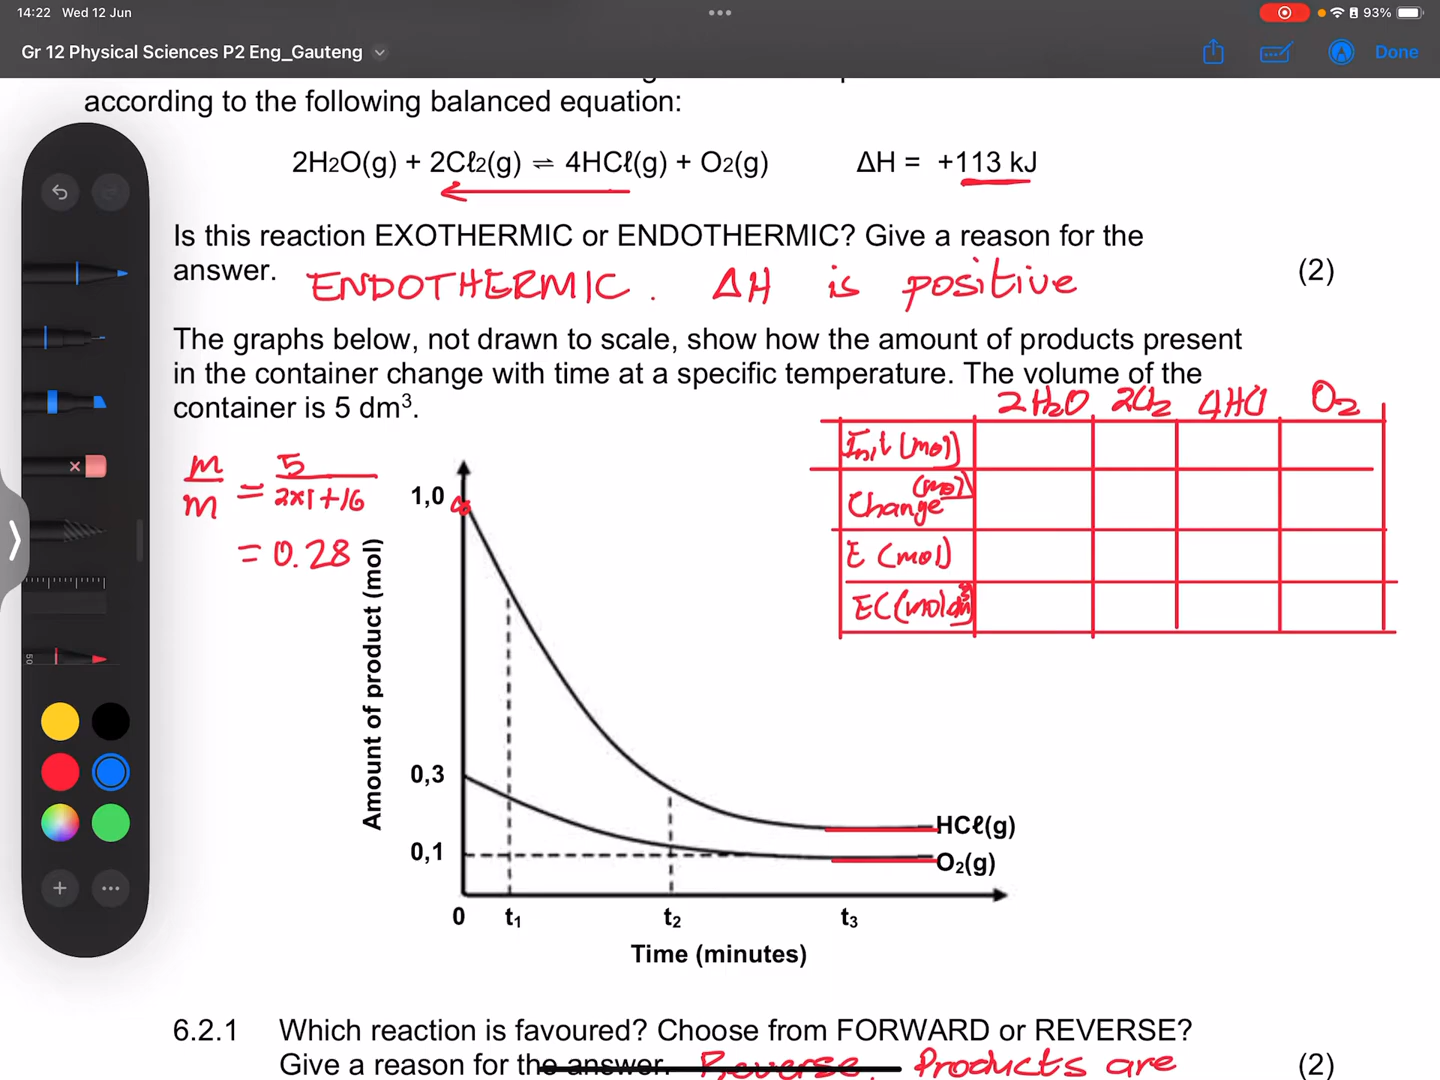 14:22 Wed 12 Jun
93%
Gr 12 Physical Sciences P2 Eng_Gauteng
Done
according to the following balanced equation:
2H₂O(g) + 2Cℓ₂(g) ⇌ 4HCℓ(g) + O₂(g) ΔH = +113 kJ
Is this reaction EXOTHERMIC or ENDOTHERMIC? Give a reason for the
answer. ENDOTHERMIC. ΔH is positive (2)
The graphs below, not drawn to scale, show how the amount of products present
in the container change with time at a specific temperature. The volume of the
container is 5 dm³.
2H₂O 2Cl₂ 4HCl O₂
Init (mol)
Change (mol)
E (mol)
EC (mol dm³)
m/m = 5/2x1+16
= 0.28
Amount of product (mol)
1,0
0,3
0,1
HCℓ(g)
O₂(g)
0 t₁ t₂ t₃
Time (minutes)
50
6.2.1 Which reaction is favoured? Choose from FORWARD or REVERSE?
Give a reason for the answer. Reverse. Products are (2)